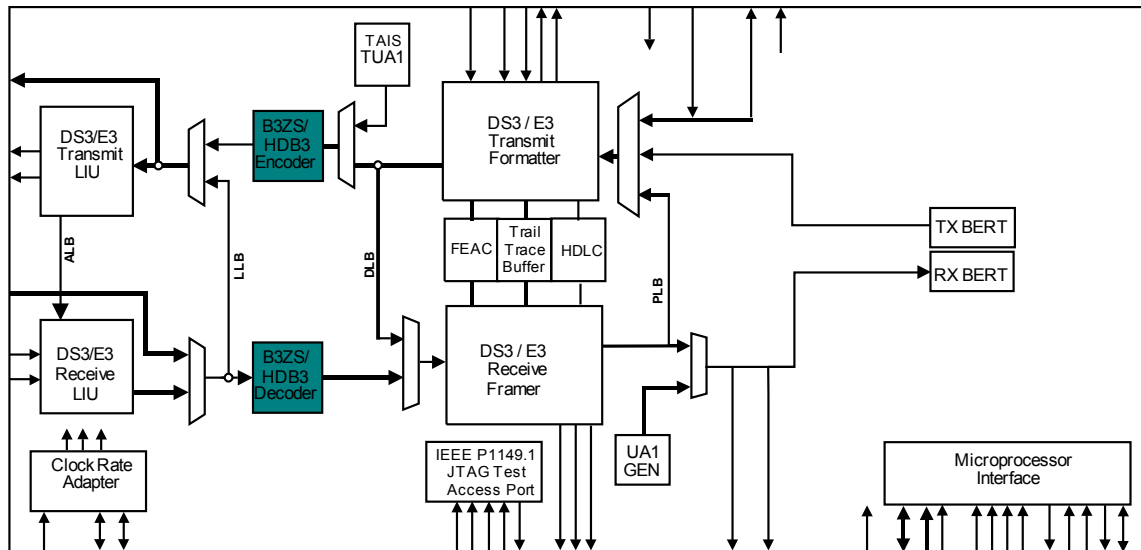 TAIS
TUA1
DS3/E3
Transmit
LIU
B3ZS/
HDB3
Encoder
DS3 / E3
Transmit
Formatter
TX BERT
RX BERT
FEAC
Trail
Trace
Buffer
HDLC
ALB
LLB
DLB
PLB
DS3/E3
Receive
LIU
B3ZS/
HDB3
Decoder
DS3 / E3
Receive
Framer
UA1
GEN
Clock Rate
Adapter
IEEE P1149.1
JTAG Test
Access Port
Microprocessor
Interface